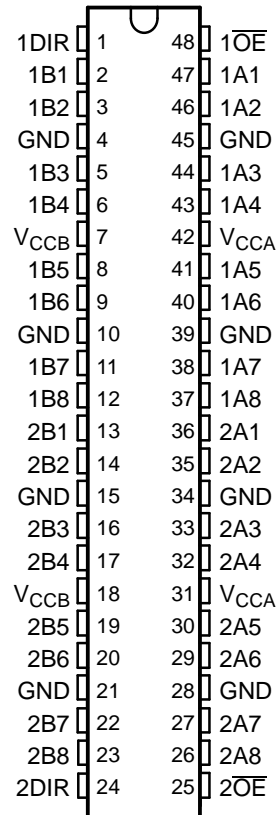 1DIR 1 48 1O̅E̅
1B1 2 47 1A1
1B2 3 46 1A2
GND 4 45 GND
1B3 5 44 1A3
1B4 6 43 1A4
VCCB 7 42 VCCA
1B5 8 41 1A5
1B6 9 40 1A6
GND 10 39 GND
1B7 11 38 1A7
1B8 12 37 1A8
2B1 13 36 2A1
2B2 14 35 2A2
GND 15 34 GND
2B3 16 33 2A3
2B4 17 32 2A4
VCCB 18 31 VCCA
2B5 19 30 2A5
2B6 20 29 2A6
GND 21 28 GND
2B7 22 27 2A7
2B8 23 26 2A8
2DIR 24 25 2O̅E̅